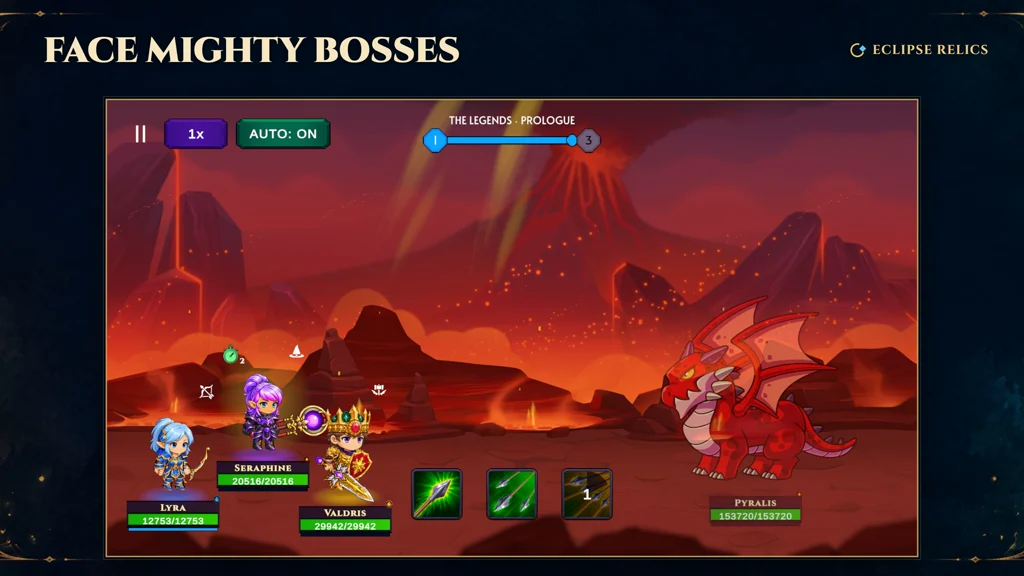 FACE MIGHTY BOSSES
ECLIPSE RELICS
1x
AUTO: ON
THE LEGENDS · PROLOGUE
I
3
2
SERAPHINE
20516/20516
LYRA
12753/12753
VALDRIS
29942/29942
1
PYRALIS
153720/153720